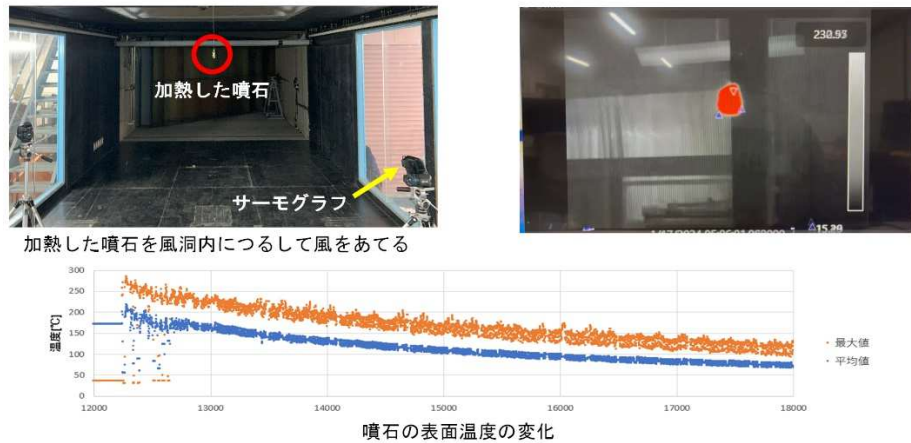 加熱した噴石
サーモグラフ
230.93
15.29
加熱した噴石を風洞内につるして風をあてる
温度[℃]
300
250
200
150
100
50
0
12000
13000
14000
15000
16000
17000
18000
最大値
平均値
噴石の表面温度の変化